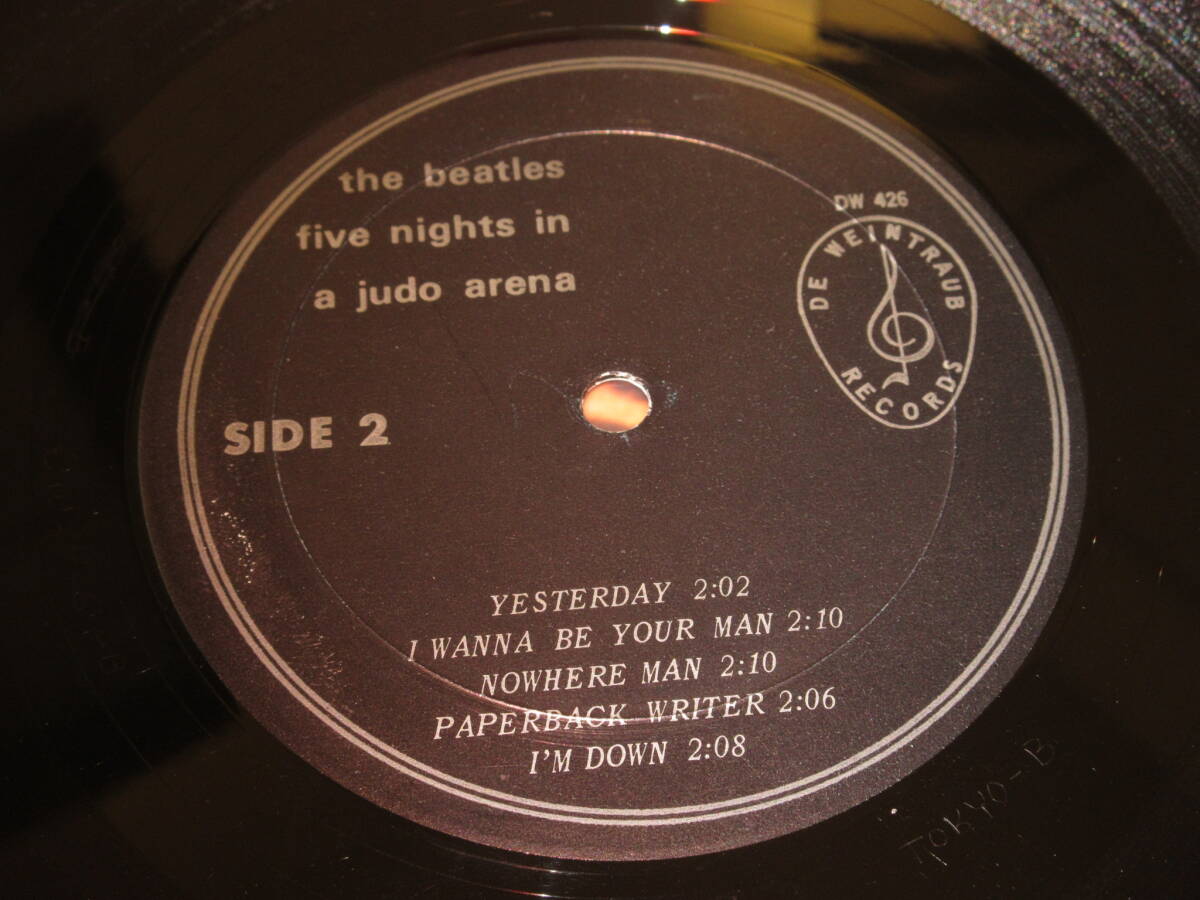 the beatles
five nights in
a judo arena
DW 426
DE WEINTRAUB
RECORDS
SIDE 2
YESTERDAY 2:02
I WANNA BE YOUR MAN 2:10
NOWHERE MAN 2:10
PAPERBACK WRITER 2:06
I'M DOWN 2:08
TOKYO-B